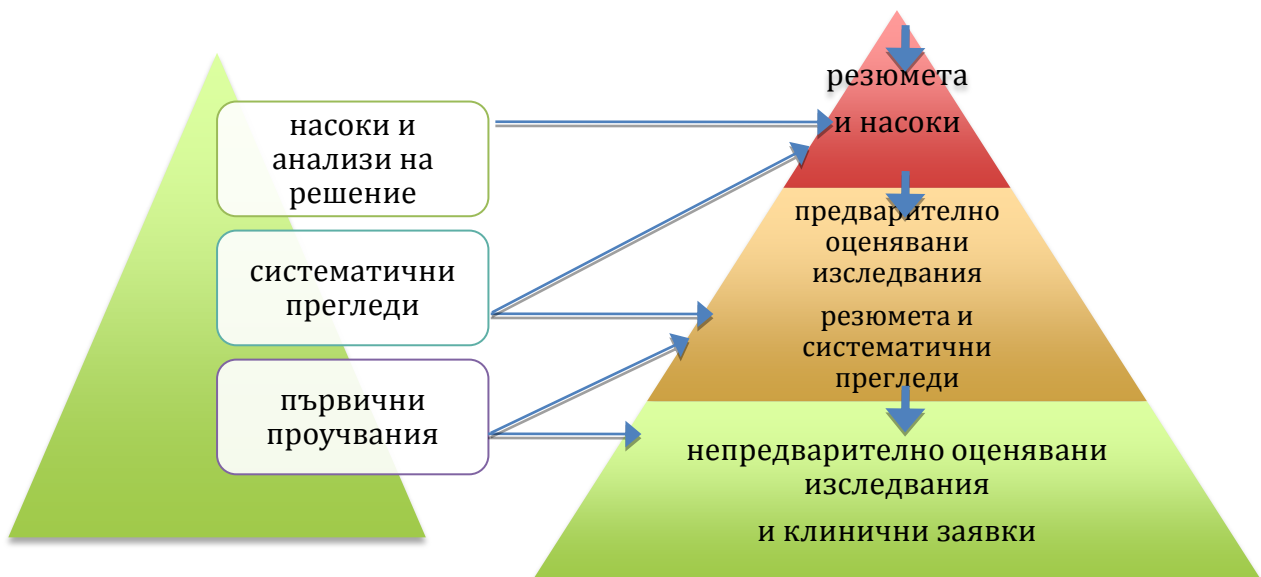 насоки и
анализи на
решение
систематични
прегледи
първични
проучвания
резюмета
и насоки
предварително
оценявани
изследвания
резюмета и
систематични
прегледи
непредварително оценявани
изследвания
и клинични заявки